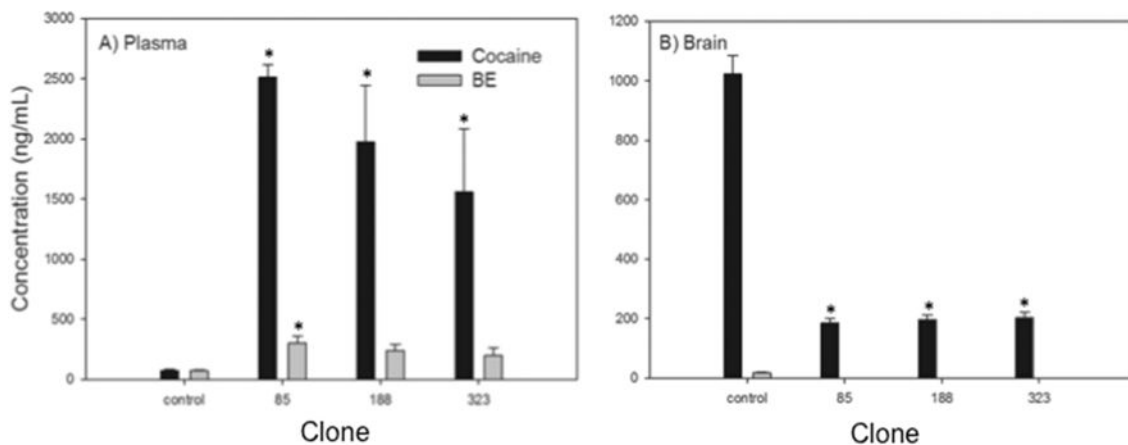 A) Plasma
Cocaine
BE
Concentration (ng/mL)
3000
2500
2000
1500
1000
500
0
*
*
*
*
control 85 188 323
Clone
B) Brain
1200
1000
800
600
400
200
0
*
*
*
control 85 188 323
Clone